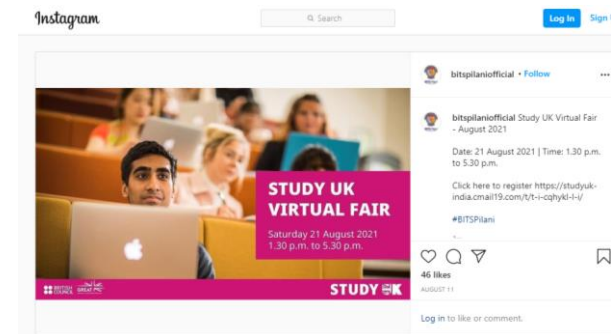 Instagram
Search
Log In
Sign
bitspilaniofficial • Follow
bitspilaniofficial Study UK Virtual Fair
- August 2021
Date: 21 August 2021 | Time: 1.30 p.m.
to 5.30 p.m.
Click here to register https://studyuk-
india.cmail19.com/t/t-i-cqhykl-l-i/
#BITSPilani
STUDY UK
VIRTUAL FAIR
Saturday 21 August 2021
1.30 p.m. to 5.30 p.m.
BRITISH
COUNCIL
STUDY UK
46 likes
AUGUST 11
Log in to like or comment.